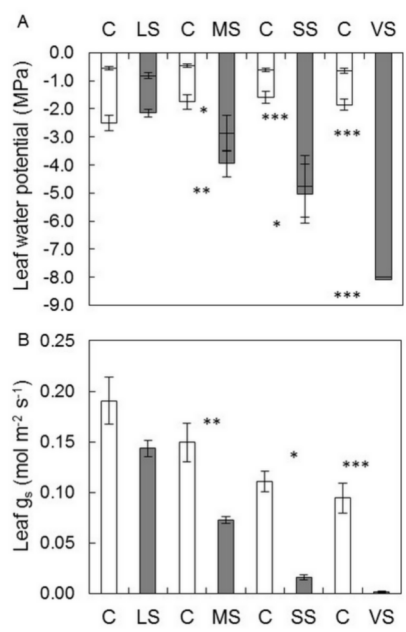 A
C LS C MS C SS C VS
0.0
-1.0
-2.0
-3.0
-4.0
-5.0
-6.0
-7.0
-8.0
-9.0
Leaf water potential (MPa)
* *** ***
** * ***
B
0.25
0.20
0.15
0.10
0.05
0.00
Leaf gs (mol m-2 s-1)
** * ***
C LS C MS C SS C VS